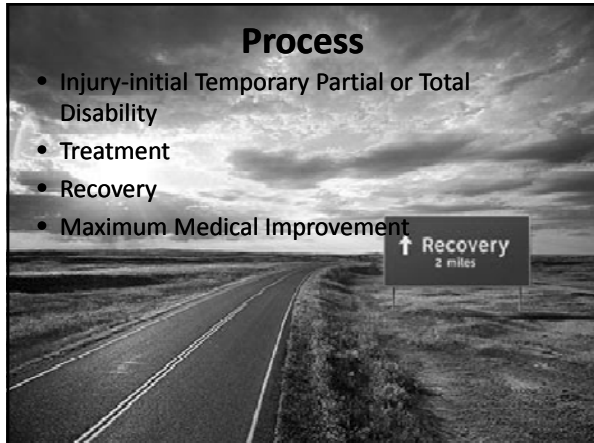 Process
• Injury-initial Temporary Partial or Total
Disability
• Treatment
• Recovery
• Maximum Medical Improvement
↑ Recovery
2 miles